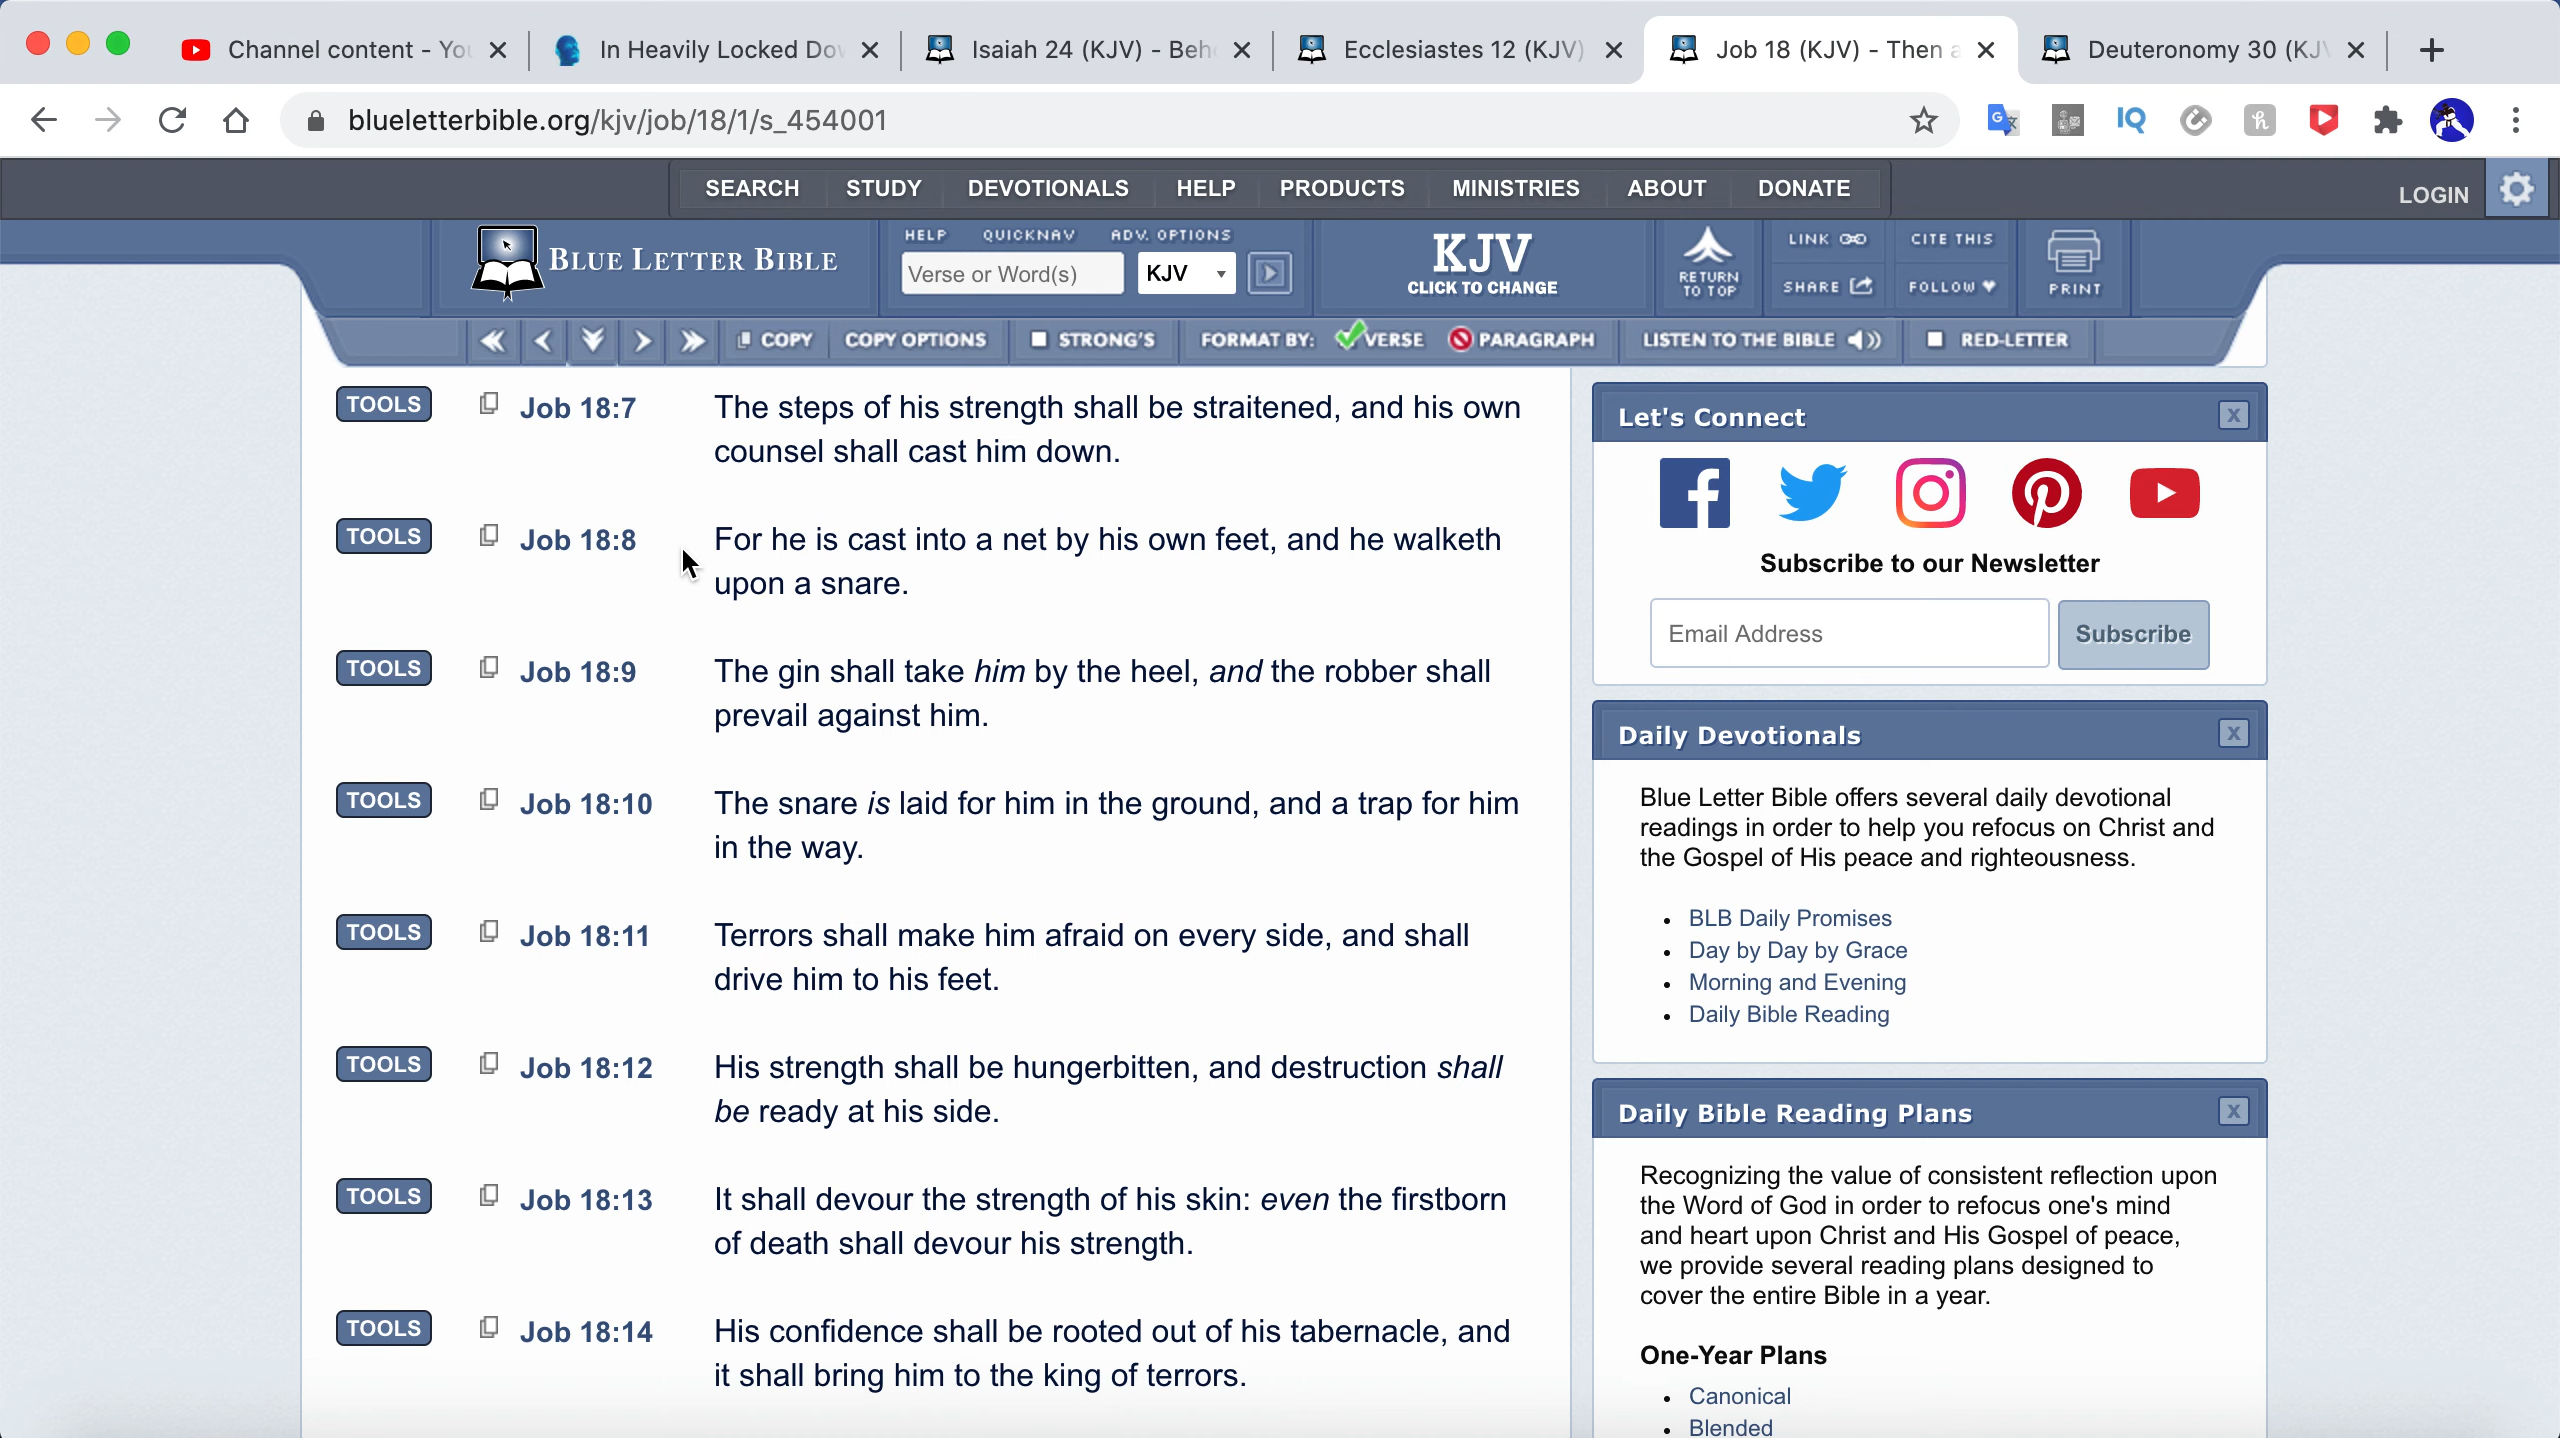 Channel content - You
In Heavily Locked Dow
Isaiah 24 (KJV) - Beh
Ecclesiastes 12 (KJV)
Job 18 (KJV) - Then a
Deuteronomy 30 (KJV
blueletterbible.org/kjv/job/18/1/s_454001
SEARCH STUDY DEVOTIONALS HELP PRODUCTS MINISTRIES ABOUT DONATE
LOGIN
BLUE LETTER BIBLE
HELP QUICKNAV ADV. OPTIONS
Verse or Word(s) KJV
KJV
CLICK TO CHANGE
RETURN
TO TOP
LINK CITE THIS
SHARE FOLLOW
PRINT
COPY COPY OPTIONS STRONG'S FORMAT BY: VERSE PARAGRAPH LISTEN TO THE BIBLE RED-LETTER
TOOLS Job 18:7 The steps of his strength shall be straitened, and his own
counsel shall cast him down.
TOOLS Job 18:8 For he is cast into a net by his own feet, and he walketh
upon a snare.
TOOLS Job 18:9 The gin shall take him by the heel, and the robber shall
prevail against him.
TOOLS Job 18:10 The snare is laid for him in the ground, and a trap for him
in the way.
TOOLS Job 18:11 Terrors shall make him afraid on every side, and shall
drive him to his feet.
TOOLS Job 18:12 His strength shall be hungerbitten, and destruction shall
be ready at his side.
TOOLS Job 18:13 It shall devour the strength of his skin: even the firstborn
of death shall devour his strength.
TOOLS Job 18:14 His confidence shall be rooted out of his tabernacle, and
it shall bring him to the king of terrors.
Let's Connect X
Subscribe to our Newsletter
Email Address Subscribe
Daily Devotionals X
Blue Letter Bible offers several daily devotional
readings in order to help you refocus on Christ and
the Gospel of His peace and righteousness.
BLB Daily Promises
Day by Day by Grace
Morning and Evening
Daily Bible Reading
Daily Bible Reading Plans X
Recognizing the value of consistent reflection upon
the Word of God in order to refocus one's mind
and heart upon Christ and His Gospel of peace,
we provide several reading plans designed to
cover the entire Bible in a year.
One-Year Plans
Canonical
Blended